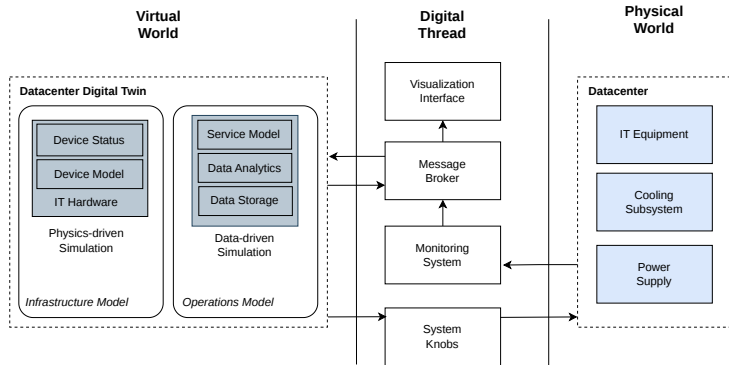 Virtual
World
Digital
Thread
Physical
World
Datacenter Digital Twin
Device Status
Device Model
IT Hardware
Physics-driven
Simulation
Infrastructure Model
Service Model
Data Analytics
Data Storage
Data-driven
Simulation
Operations Model
Visualization
Interface
Message
Broker
Monitoring
System
System
Knobs
Datacenter
IT Equipment
Cooling
Subsystem
Power
Supply